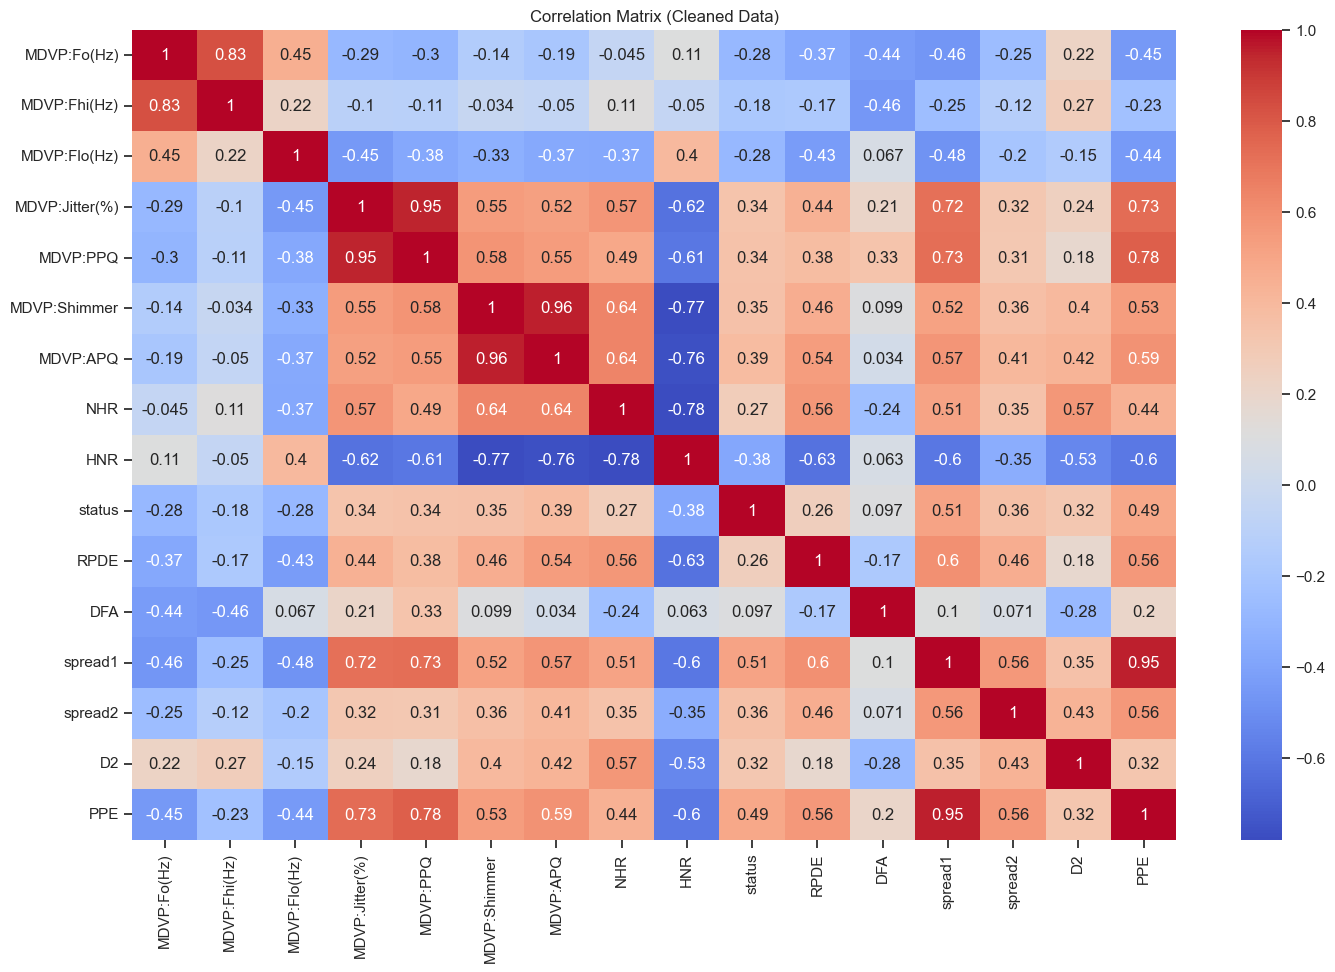 Correlation Matrix (Cleaned Data)
MDVP:Fo(Hz) 1 0.83 0.45 -0.29 -0.3 -0.14 -0.19 -0.045 0.11 -0.28 -0.37 -0.44 -0.46 -0.25 0.22 -0.45
MDVP:Fhi(Hz) 0.83 1 0.22 -0.1 -0.11 -0.034 -0.05 0.11 -0.05 -0.18 -0.17 -0.46 -0.25 -0.12 0.27 -0.23
MDVP:Flo(Hz) 0.45 0.22 1 -0.45 -0.38 -0.33 -0.37 -0.37 0.4 -0.28 -0.43 0.067 -0.48 -0.2 -0.15 -0.44
MDVP:Jitter(%) -0.29 -0.1 -0.45 1 0.95 0.55 0.52 0.57 -0.62 0.34 0.44 0.21 0.72 0.32 0.24 0.73
MDVP:PPQ -0.3 -0.11 -0.38 0.95 1 0.58 0.55 0.49 -0.61 0.34 0.38 0.33 0.73 0.31 0.18 0.78
MDVP:Shimmer -0.14 -0.034 -0.33 0.55 0.58 1 0.96 0.64 -0.77 0.35 0.46 0.099 0.52 0.36 0.4 0.53
MDVP:APQ -0.19 -0.05 -0.37 0.52 0.55 0.96 1 0.64 -0.76 0.39 0.54 0.034 0.57 0.41 0.42 0.59
NHR -0.045 0.11 -0.37 0.57 0.49 0.64 0.64 1 -0.78 0.27 0.56 -0.24 0.51 0.35 0.57 0.44
HNR 0.11 -0.05 0.4 -0.62 -0.61 -0.77 -0.76 -0.78 1 -0.38 -0.63 0.063 -0.6 -0.35 -0.53 -0.6
status -0.28 -0.18 -0.28 0.34 0.34 0.35 0.39 0.27 -0.38 1 0.26 0.097 0.51 0.36 0.32 0.49
RPDE -0.37 -0.17 -0.43 0.44 0.38 0.46 0.54 0.56 -0.63 0.26 1 -0.17 0.6 0.46 0.18 0.56
DFA -0.44 -0.46 0.067 0.21 0.33 0.099 0.034 -0.24 0.063 0.097 -0.17 1 0.1 0.071 -0.28 0.2
spread1 -0.46 -0.25 -0.48 0.72 0.73 0.52 0.57 0.51 -0.6 0.51 0.6 0.1 1 0.56 0.35 0.95
spread2 -0.25 -0.12 -0.2 0.32 0.31 0.36 0.41 0.35 -0.35 0.36 0.46 0.071 0.56 1 0.43 0.56
D2 0.22 0.27 -0.15 0.24 0.18 0.4 0.42 0.57 -0.53 0.32 0.18 -0.28 0.35 0.43 1 0.32
PPE -0.45 -0.23 -0.44 0.73 0.78 0.53 0.59 0.44 -0.6 0.49 0.56 0.2 0.95 0.56 0.32 1
MDVP:Fo(Hz)
MDVP:Fhi(Hz)
MDVP:Flo(Hz)
MDVP:Jitter(%)
MDVP:PPQ
MDVP:Shimmer
MDVP:APQ
NHR
HNR
status
RPDE
DFA
spread1
spread2
D2
PPE
1.0
0.8
0.6
0.4
0.2
0.0
−0.2
−0.4
−0.6